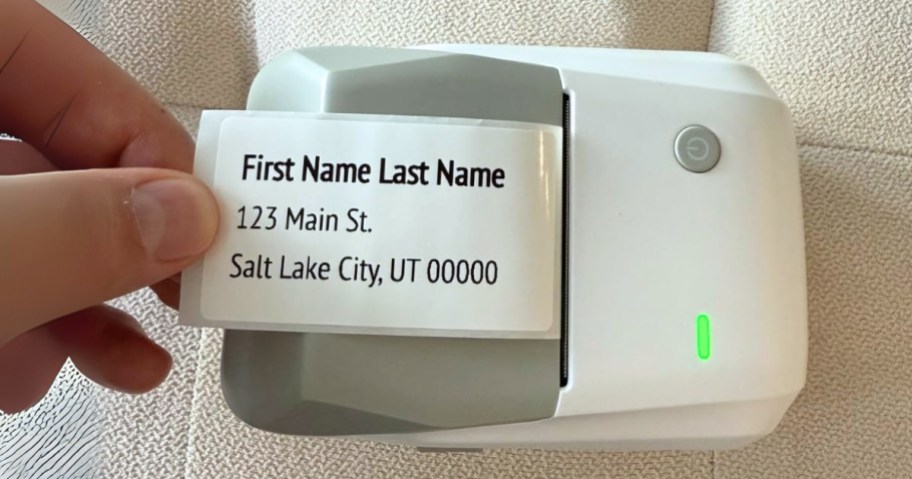 First Name Last Name
123 Main St.
Salt Lake City, UT 00000